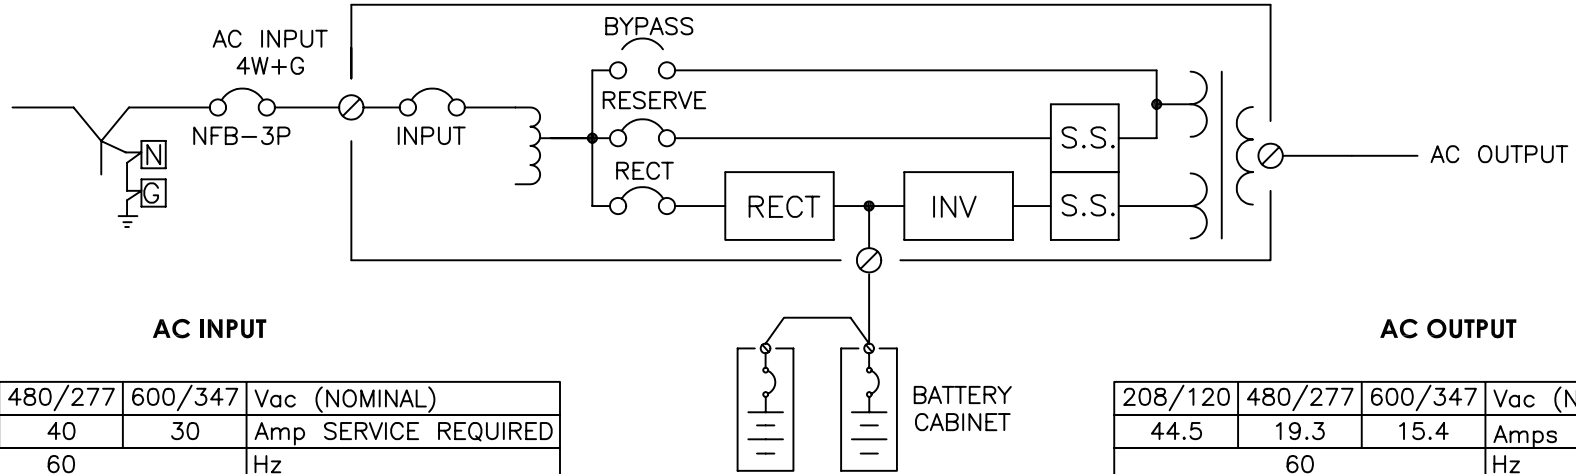 BYPASS
AC INPUT
4W+G
RESERVE
NFB-3P
INPUT
S.S.
N
AC OUTPUT
RECT
G
RECT
INV
S.S.
AC INPUT
AC OUTPUT
480/277 600/347 Vac (NOMINAL)
40 30 Amp SERVICE REQUIRED
60 Hz
BATTERY
CABINET
208/120 480/277 600/347 Vac (N
44.5 19.3 15.4 Amps
60 Hz